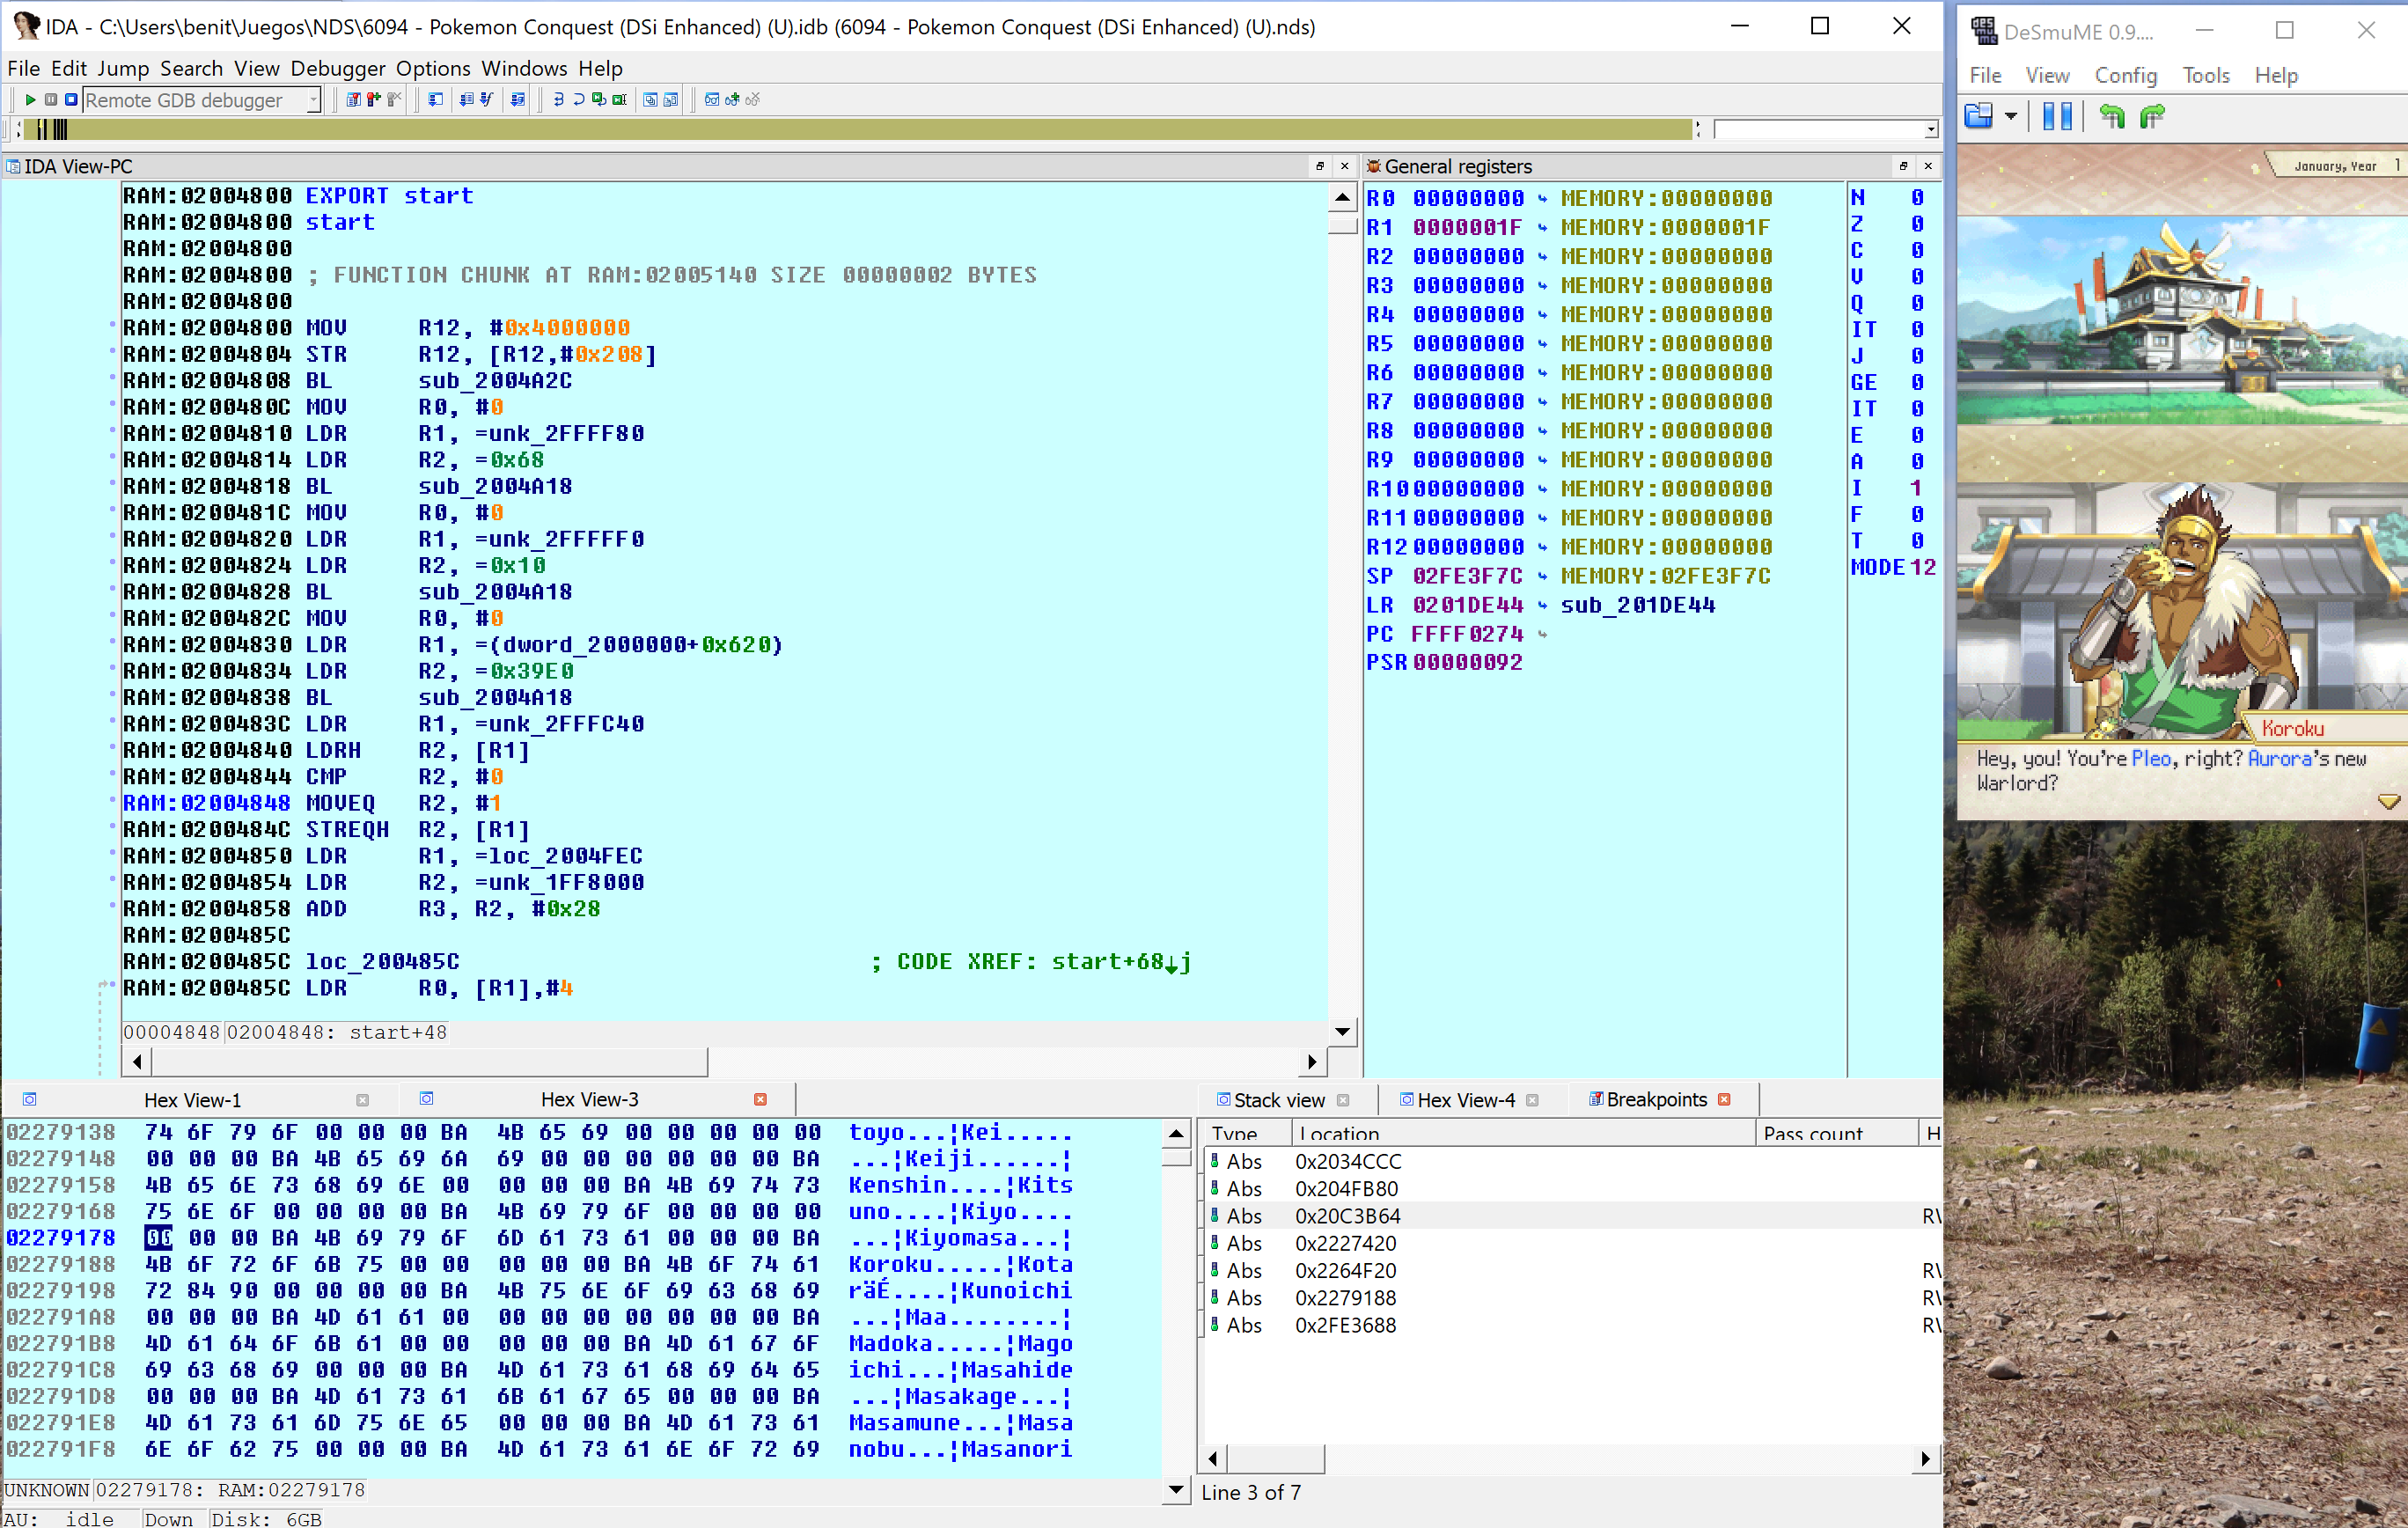 IDA - C:\Users\benit\Juegos\NDS\6094 - Pokemon Conquest (DSi Enhanced) (U).idb (6094 - Pokemon Conquest (DSi Enhanced) (U).nds)
File Edit Jump Search View Debugger Options Windows Help
Remote GDB debugger
IDA View-PC
RAM:02004800 EXPORT start
RAM:02004800 start
RAM:02004800
RAM:02004800 ; FUNCTION CHUNK AT RAM:02005140 SIZE 00000002 BYTES
RAM:02004800
RAM:02004800 MOV R12, #0x4000000
RAM:02004804 STR R12, [R12,#0x208]
RAM:02004808 BL sub_2004A2C
RAM:0200480C MOV R0, #0
RAM:02004810 LDR R1, =unk_2FFFF80
RAM:02004814 LDR R2, =0x68
RAM:02004818 BL sub_2004A18
RAM:0200481C MOV R0, #0
RAM:02004820 LDR R1, =unk_2FFFFF0
RAM:02004824 LDR R2, =0x10
RAM:02004828 BL sub_2004A18
RAM:0200482C MOV R0, #0
RAM:02004830 LDR R1, =(dword_2000000+0x620)
RAM:02004834 LDR R2, =0x39E0
RAM:02004838 BL sub_2004A18
RAM:0200483C LDR R1, =unk_2FFFC40
RAM:02004840 LDRH R2, [R1]
RAM:02004844 CMP R2, #0
RAM:02004848 MOVEQ R2, #1
RAM:0200484C STREQH R2, [R1]
RAM:02004850 LDR R1, =loc_2004FEC
RAM:02004854 LDR R2, =unk_1FF8000
RAM:02004858 ADD R3, R2, #0x28
RAM:0200485C
RAM:0200485C loc_200485C ; CODE XREF: start+68↓j
RAM:0200485C LDR R0, [R1],#4
00004848 02004848: start+48
General registers
R0 00000000 MEMORY:00000000
R1 0000001F MEMORY:0000001F
R2 00000000 MEMORY:00000000
R3 00000000 MEMORY:00000000
R4 00000000 MEMORY:00000000
R5 00000000 MEMORY:00000000
R6 00000000 MEMORY:00000000
R7 00000000 MEMORY:00000000
R8 00000000 MEMORY:00000000
R9 00000000 MEMORY:00000000
R10 00000000 MEMORY:00000000
R11 00000000 MEMORY:00000000
R12 00000000 MEMORY:00000000
SP 02FE3F7C MEMORY:02FE3F7C
LR 0201DE44 sub_201DE44
PC FFFF0274
PSR 00000092
N 0
Z 0
C 0
V 0
Q 0
IT 0
J 0
GE 0
IT 0
E 0
A 0
I 1
F 0
T 0
MODE 12
Hex View-1
Hex View-3
02279138 74 6F 79 6F 00 00 00 BA 4B 65 69 00 00 00 00 00 toyo...¦Kei.....
02279148 00 00 00 BA 4B 65 69 6A 69 00 00 00 00 00 00 BA ...¦Keiji......¦
02279158 4B 65 6E 73 68 69 6E 00 00 00 00 BA 4B 69 74 73 Kenshin....¦Kits
02279168 75 6E 6F 00 00 00 00 BA 4B 69 79 6F 00 00 00 00 uno....¦Kiyo....
02279178 00 00 00 BA 4B 69 79 6F 6D 61 73 61 00 00 00 BA ...¦Kiyomasa...¦
02279188 4B 6F 72 6F 6B 75 00 00 00 00 00 BA 4B 6F 74 61 Koroku.....¦Kota
02279198 72 84 90 00 00 00 00 BA 4B 75 6E 6F 69 63 68 69 räÉ....¦Kunoichi
022791A8 00 00 00 BA 4D 61 61 00 00 00 00 00 00 00 00 BA ...¦Maa........¦
022791B8 4D 61 64 6F 6B 61 00 00 00 00 00 BA 4D 61 67 6F Madoka.....¦Mago
022791C8 69 63 68 69 00 00 00 BA 4D 61 73 61 68 69 64 65 ichi...¦Masahide
022791D8 00 00 00 BA 4D 61 73 61 6B 61 67 65 00 00 00 BA ...¦Masakage...¦
022791E8 4D 61 73 61 6D 75 6E 65 00 00 00 BA 4D 61 73 61 Masamune...¦Masa
022791F8 6E 6F 62 75 00 00 00 BA 4D 61 73 61 6E 6F 72 69 nobu...¦Masanori
UNKNOWN 02279178: RAM:02279178
AU: idle Down Disk: 6GB
Stack view
Hex View-4
Breakpoints
Type Location Pass count H
Abs 0x2034CCC
Abs 0x204FB80
Abs 0x20C3B64 RW
Abs 0x2227420
Abs 0x2264F20 RW
Abs 0x2279188 RW
Abs 0x2FE3688 RW
Line 3 of 7
DeSmuME 0.9....
File View Config Tools Help
January, Year 1
Koroku
Hey, you! You're Pleo, right? Aurora's new
Warlord?